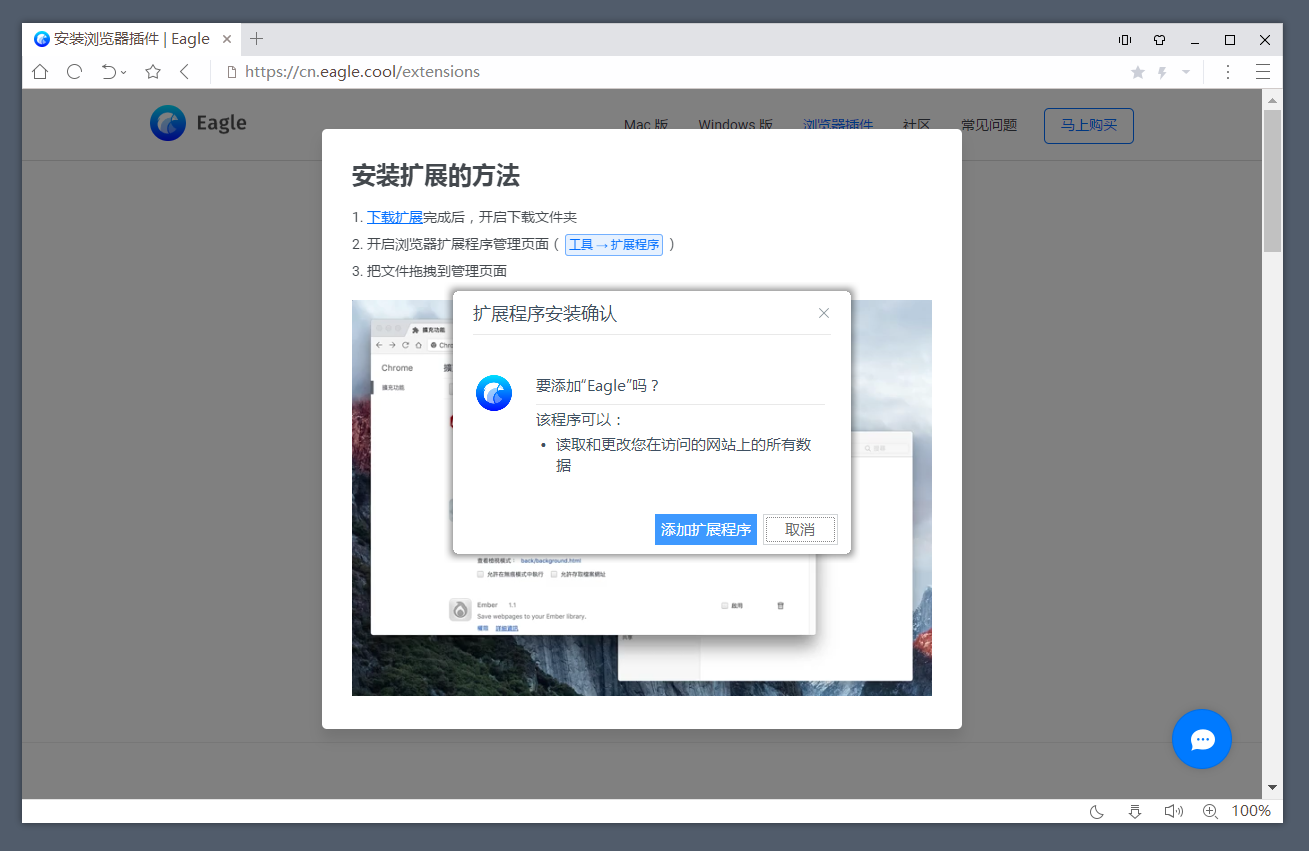 安装浏览器插件 | Eagle
https://cn.eagle.cool/extensions
Eagle
Mac 版
Windows 版
浏览器插件
社区
常见问题
马上购买
安装扩展的方法
1. 下载扩展完成后，开启下载文件夹
2. 开启浏览器扩展程序管理页面（ 工具 → 扩展程序 ）
3. 把文件拖拽到管理页面
擴充功能
Chrome
擴充功能
扩展程序安装确认
要添加“Eagle”吗？
该程序可以：
• 读取和更改您在访问的网站上的所有数
据
添加扩展程序
取消
查看檢視模式： back/background.html
允許在無痕模式中執行
允許存取檔案網址
Ember 1.1
啟用
Save webpages to your Ember library.
詳細資訊
100%